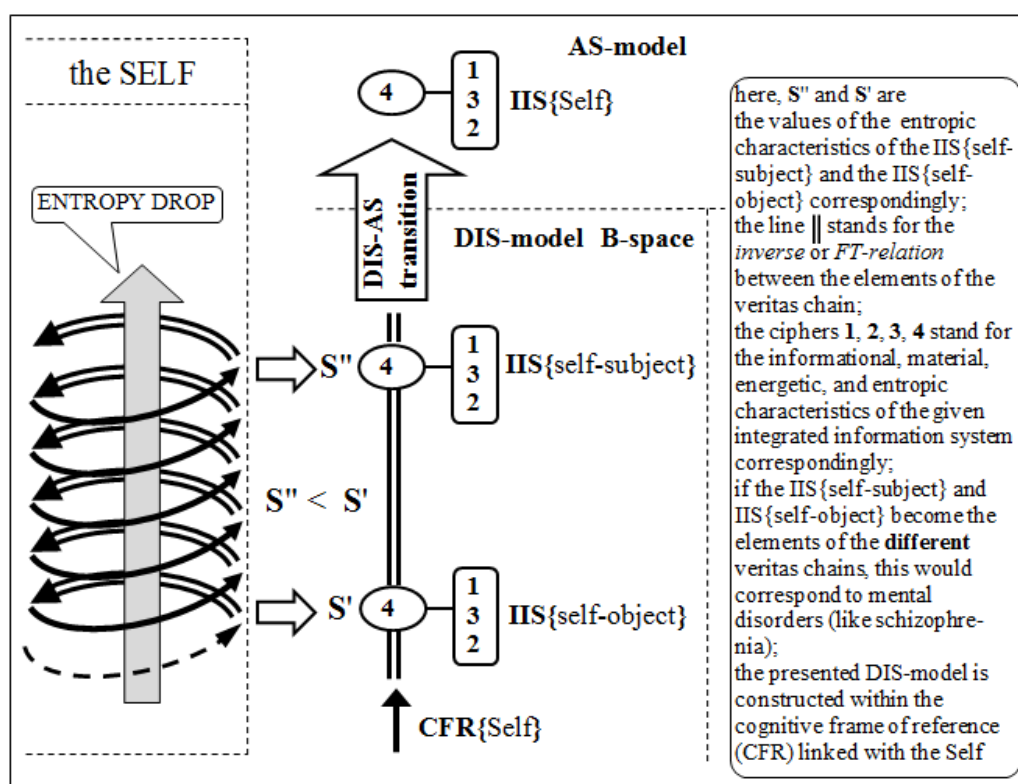 the SELF
ENTROPY DROP
AS-model
4
1
3
2
IIS{Self}
DIS-AS
transition
DIS-model B-space
S"
4
1
3
2
IIS{self-subject}
S" < S'
S'
4
1
3
2
IIS{self-object}
CFR{Self}
here, S" and S' are
the values of the entropic
characteristics of the IIS{self-
subject} and the IIS{self-
object} correspondingly;
the line || stands for the
inverse or FT-relation
between the elements of the
veritas chain;
the ciphers 1, 2, 3, 4 stand for
the informational, material,
energetic, and entropic
characteristics of the given
integrated information system
correspondingly;
if the IIS{self-subject} and
IIS{self-object} become the
elements of the different
veritas chains, this would
correspond to mental
disorders (like schizophre-
nia);
the presented DIS-model is
constructed within the
cognitive frame of reference
(CFR) linked with the Self